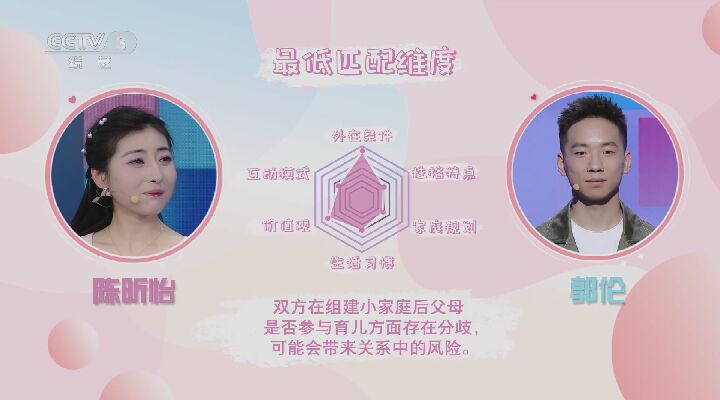 CCTV 3
综艺
最低匹配维度
外在条件
互动模式
性格特点
价值观
家庭规划
生活习惯
陈昕怡
郭伦
双方在组建小家庭后父母
是否参与育儿方面存在分歧，
可能会带来关系中的风险。